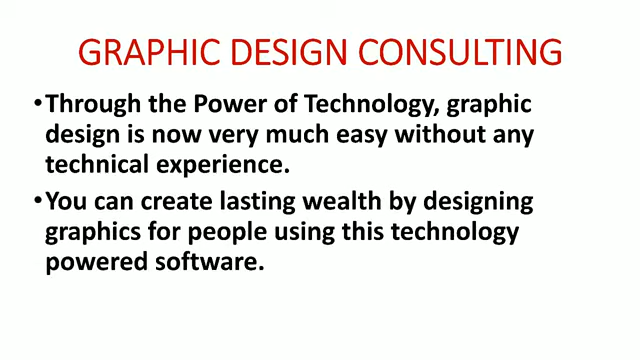 GRAPHIC DESIGN CONSULTING
•Through the Power of Technology, graphic
design is now very much easy without any
technical experience.
•You can create lasting wealth by designing
graphics for people using this technology
powered software.